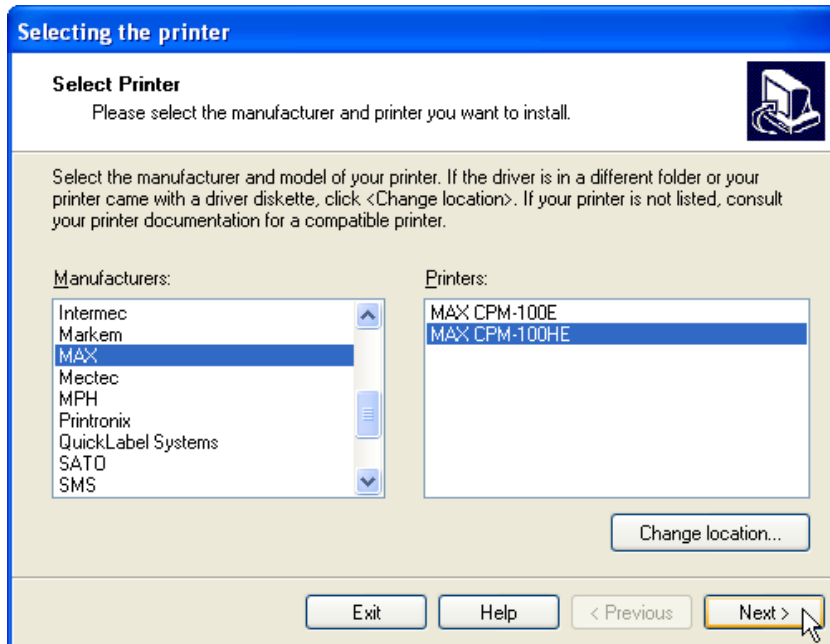 Selecting the printer
Select Printer
Please select the manufacturer and printer you want to install.
Select the manufacturer and model of your printer. If the driver is in a different folder or your
printer came with a driver diskette, click <Change location>. If your printer is not listed, consult
your printer documentation for a compatible printer.
Manufacturers:
Intermec
Markem
MAX
Mectec
MPH
Printronix
QuickLabel Systems
SATO
SMS
Printers:
MAX CPM-100E
MAX CPM-100HE
Change location...
Exit
Help
< Previous
Next >